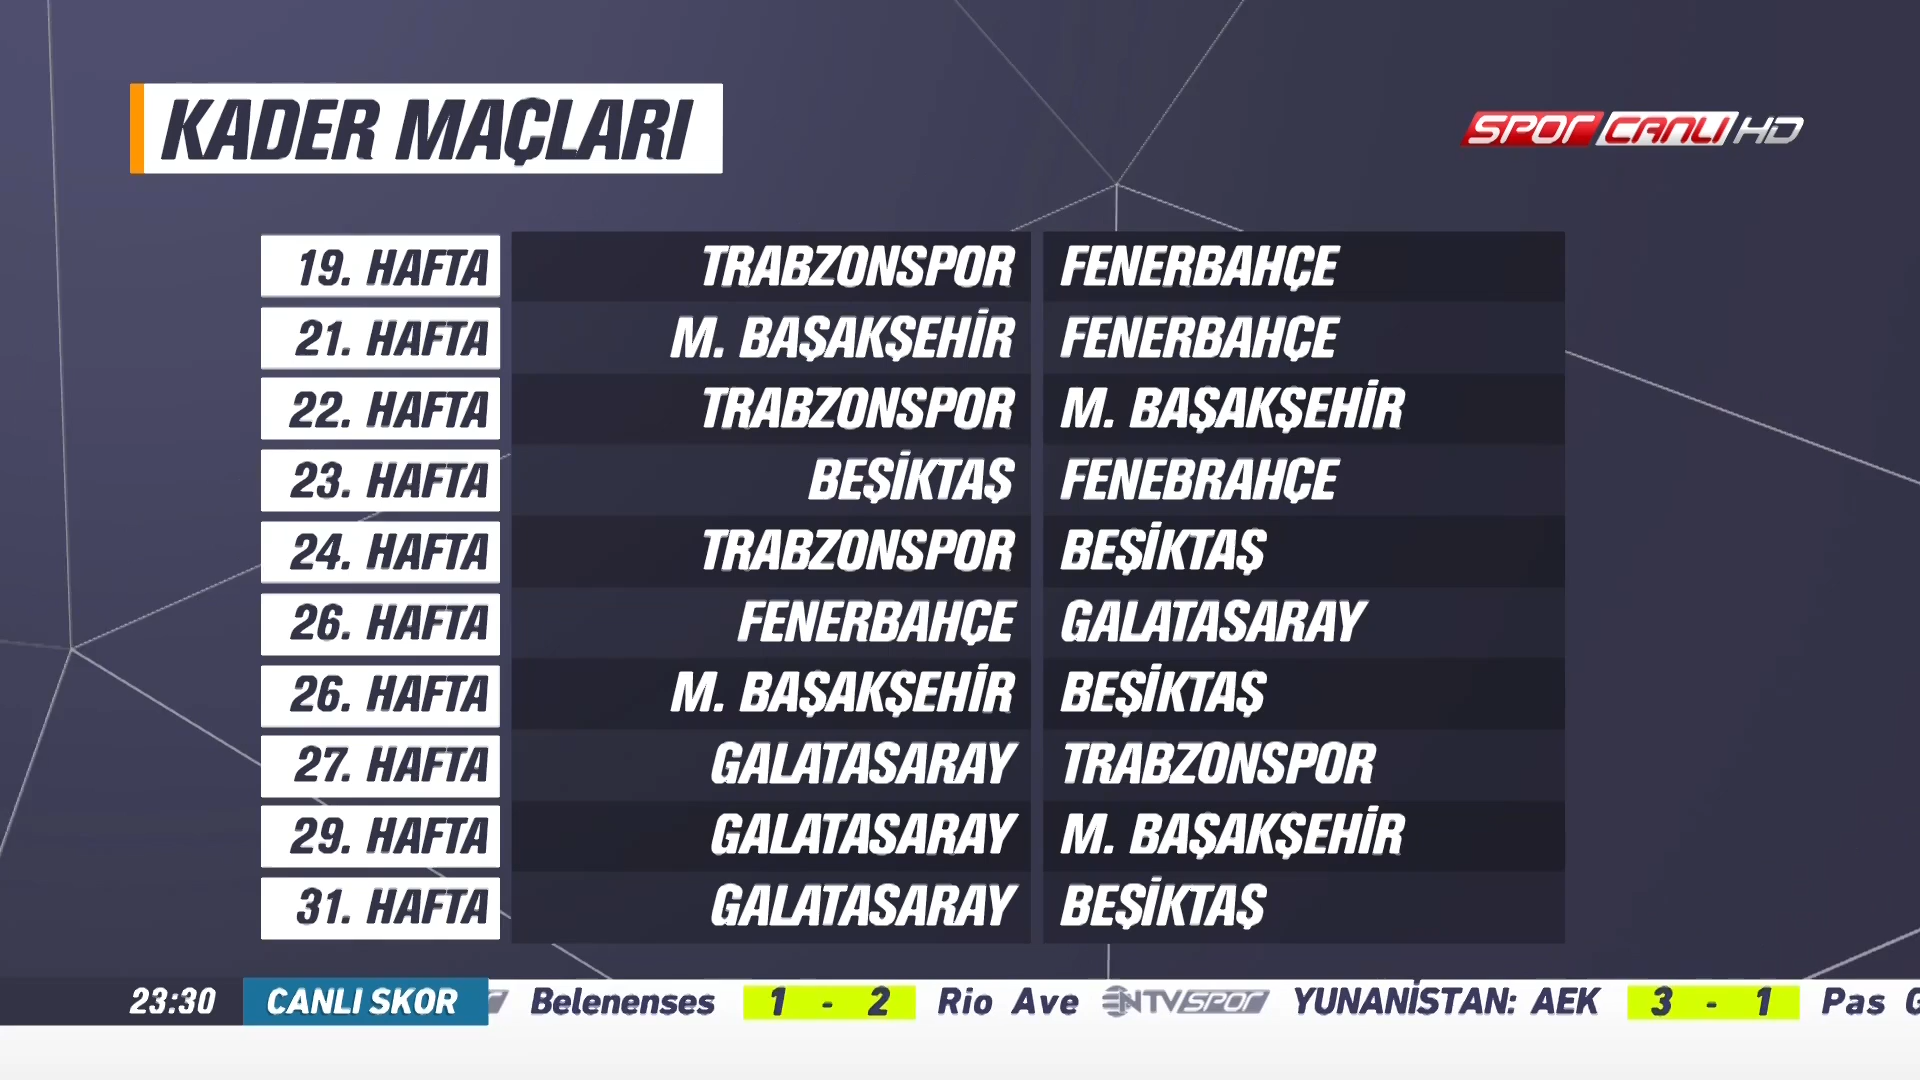 KADER MAÇLARI
SPOR CANLI HD
19. HAFTA TRABZONSPOR FENERBAHÇE
21. HAFTA M. BAŞAKŞEHİR FENERBAHÇE
22. HAFTA TRABZONSPOR M. BAŞAKŞEHİR
23. HAFTA BEŞİKTAŞ FENEBRAHÇE
24. HAFTA TRABZONSPOR BEŞİKTAŞ
26. HAFTA FENERBAHÇE GALATASARAY
26. HAFTA M. BAŞAKŞEHİR BEŞİKTAŞ
27. HAFTA GALATASARAY TRABZONSPOR
29. HAFTA GALATASARAY M. BAŞAKŞEHİR
31. HAFTA GALATASARAY BEŞİKTAŞ
23:30 CANLI SKOR Belenenses 1 - 2 Rio Ave NTVSPOR YUNANİSTAN: AEK 3 - 1 Pas